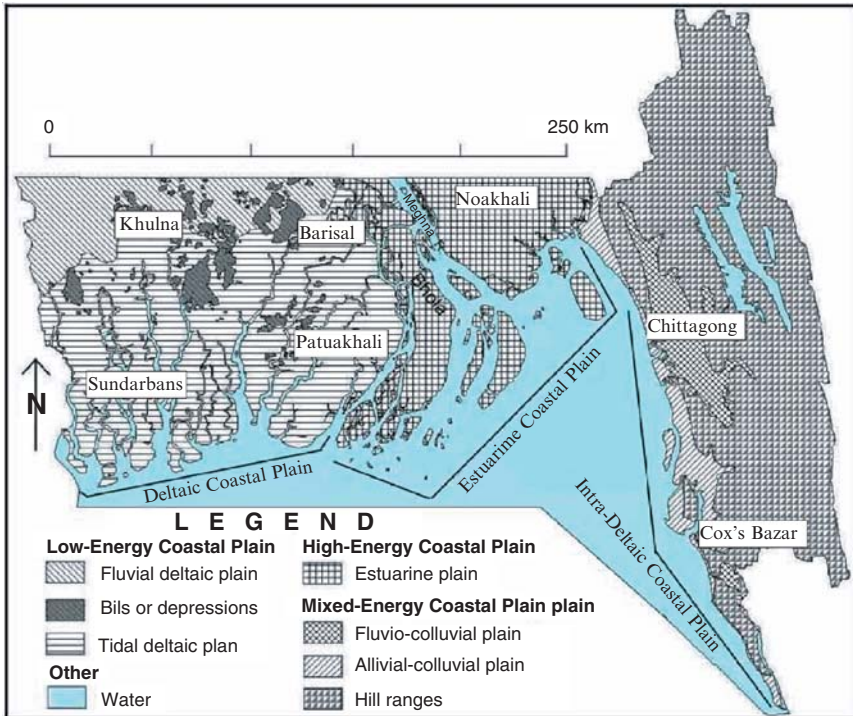 0 250 km
Khulna
Barisal
Meghna
Noakhali
Bhola
Patuakhali
Chittagong
Sundarbans
N
Deltaic Coastal Plain
Estuarime Coastal Plain
Intra-Deltaic Coastal Plain
Cox's Bazar
L E G E N D
Low-Energy Coastal Plain
Fluvial deltaic plain
Bils or depressions
Tidal deltaic plan
Other
Water
High-Energy Coastal Plain
Estuarine plain
Mixed-Energy Coastal Plain plain
Fluvio-colluvial plain
Allivial-colluvial plain
Hill ranges